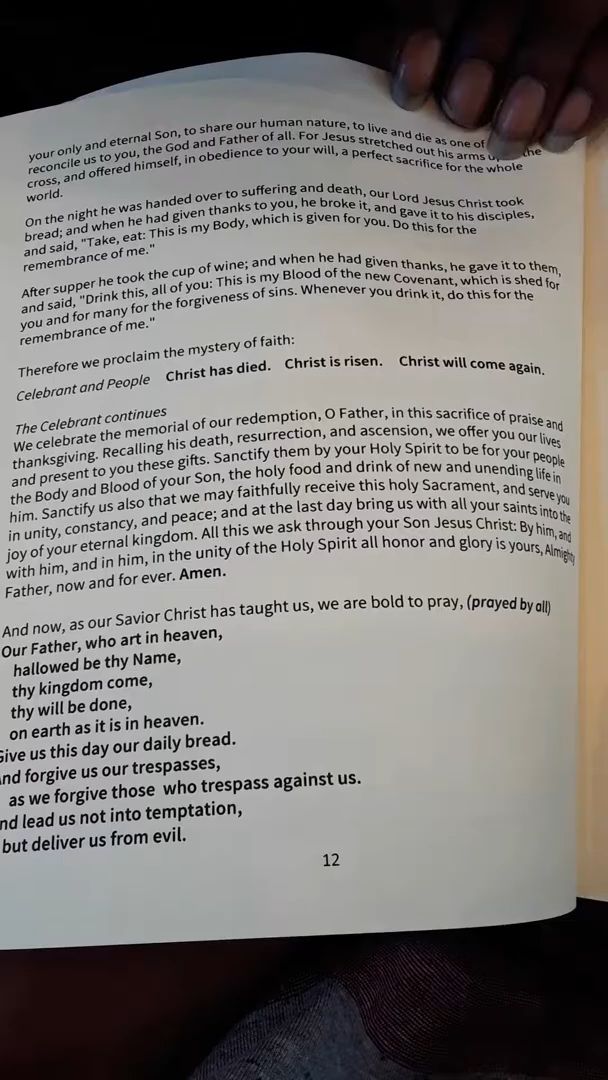 your only and eternal Son, to share our human nature, to live and die as one of
reconcile us to you, the God and Father of all. For Jesus stretched out his arms the
cross, and offered himself, in obedience to your will, a perfect sacrifice for the whole
world.
On the night he was handed over to suffering and death, our Lord Jesus Christ took
bread; and when he had given thanks to you, he broke it, and gave it to his disciples,
and said, "Take, eat: This is my Body, which is given for you. Do this for the
remembrance of me."
After supper he took the cup of wine; and when he had given thanks, he gave it to them,
and said, "Drink this, all of you: This is my Blood of the new Covenant, which is shed for
you and for many for the forgiveness of sins. Whenever you drink it, do this for the
remembrance of me."
Therefore we proclaim the mystery of faith:
Celebrant and People Christ has died. Christ is risen. Christ will come again.
The Celebrant continues
We celebrate the memorial of our redemption, O Father, in this sacrifice of praise and
thanksgiving. Recalling his death, resurrection, and ascension, we offer you our lives
and present to you these gifts. Sanctify them by your Holy Spirit to be for your people
the Body and Blood of your Son, the holy food and drink of new and unending life in
him. Sanctify us also that we may faithfully receive this holy Sacrament, and serve you
in unity, constancy, and peace; and at the last day bring us with all your saints into the
joy of your eternal kingdom. All this we ask through your Son Jesus Christ: By him, and
with him, and in him, in the unity of the Holy Spirit all honor and glory is yours, Almighty
Father, now and for ever. Amen.
And now, as our Savior Christ has taught us, we are bold to pray, (prayed by all)
Our Father, who art in heaven,
hallowed be thy Name,
thy kingdom come,
thy will be done,
on earth as it is in heaven.
Give us this day our daily bread.
And forgive us our trespasses,
as we forgive those who trespass against us.
And lead us not into temptation,
but deliver us from evil.
12